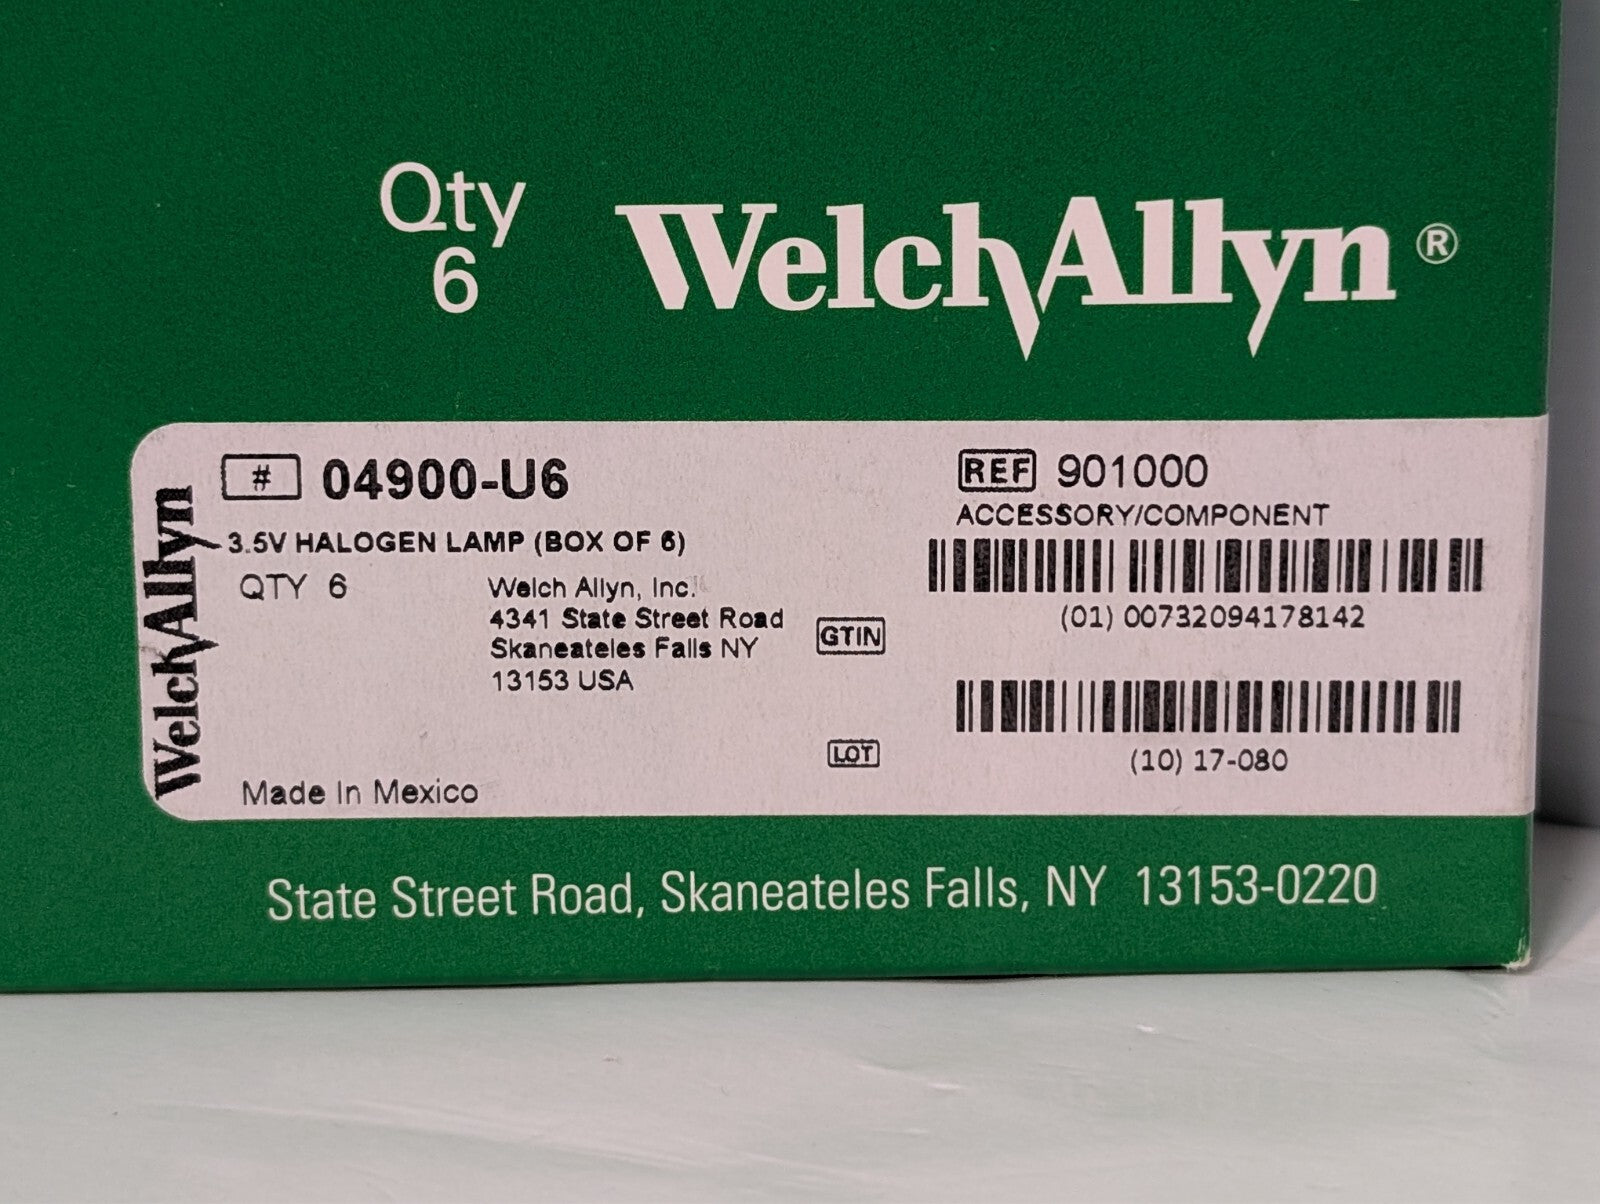 Qty
6
WelchAllyn®
WelchAllyn
# 04900-U6
3.5V HALOGEN LAMP (BOX OF 6)
QTY 6
Welch Allyn, Inc.
4341 State Street Road
Skaneateles Falls NY
13153 USA
Made In Mexico
REF 901000
ACCESSORY/COMPONENT
GTIN
(01) 00732094178142
LOT
(10) 17-080
State Street Road, Skaneateles Falls, NY 13153-0220